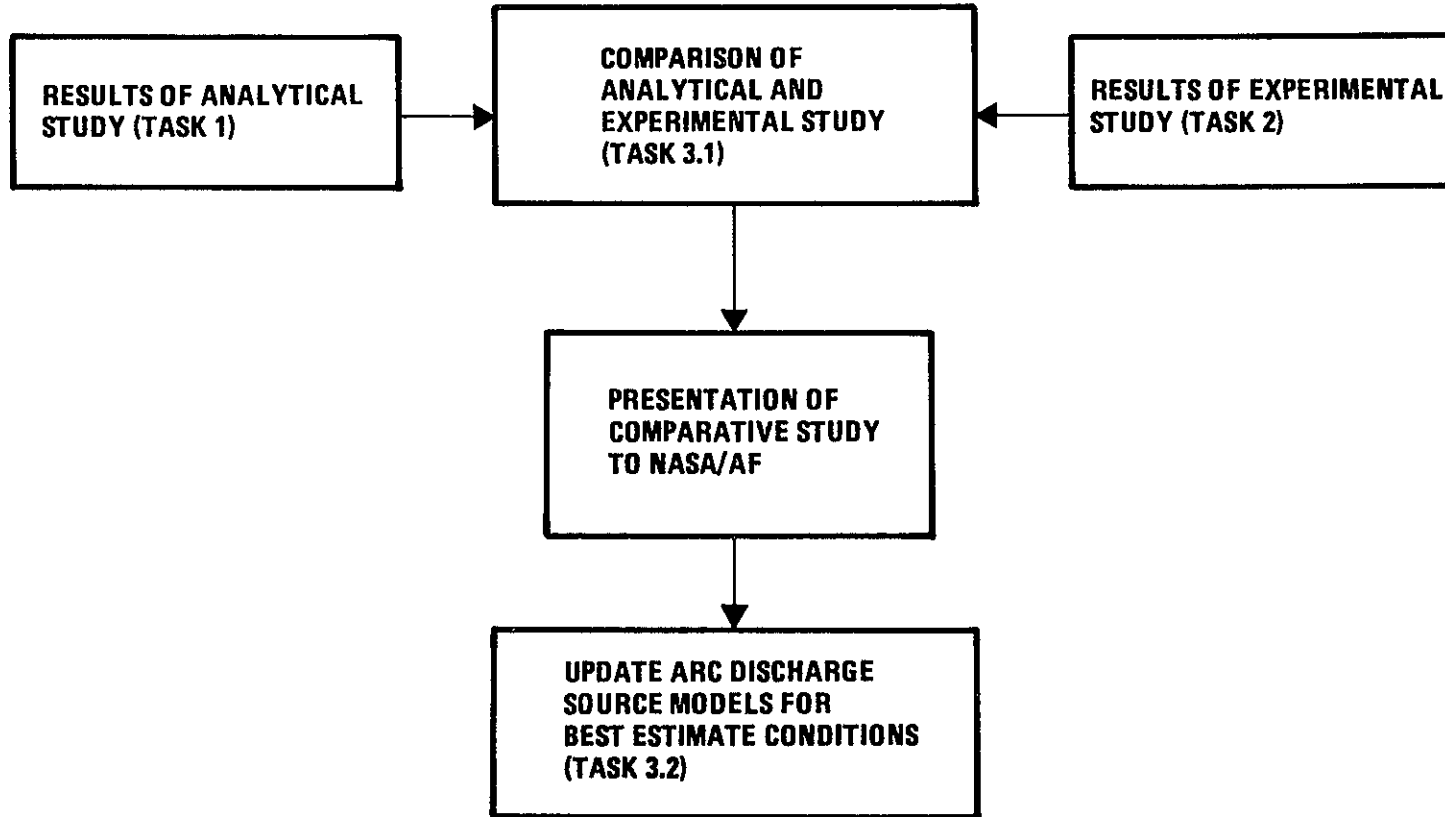 RESULTS OF ANALYTICAL
STUDY (TASK 1)
COMPARISON OF
ANALYTICAL AND
EXPERIMENTAL STUDY
(TASK 3.1)
RESULTS OF EXPERIMENTAL
STUDY (TASK 2)
PRESENTATION OF
COMPARATIVE STUDY
TO NASA/AF
UPDATE ARC DISCHARGE
SOURCE MODELS FOR
BEST ESTIMATE CONDITIONS
(TASK 3.2)